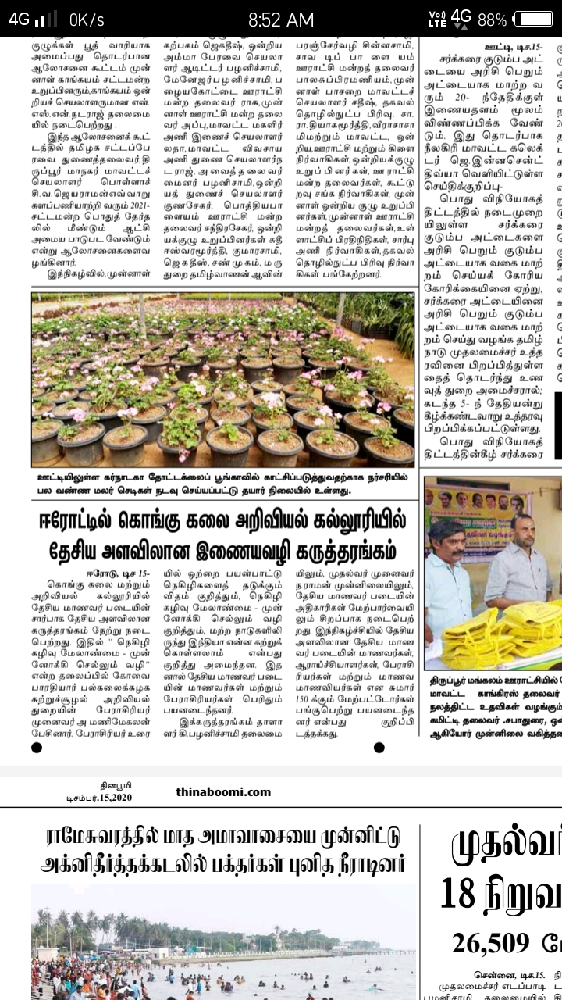 4G 0K/s 8:52 AM VoLTE 4G 88%
குழுக்கள் பூத் வாரியாக
அமைப்பது தொடர்பான
ஆலோசனை கூட்டம் முன்
னாள் காங்கயம் சட்டமன்ற
உறுப்பினரும்,காங்கயம் ஒன்
றியச் செயலாளருமான என்.
எஸ்.என்.நடராஜ் தலைமை
யில் நடைபெற்றது .
இந்த ஆலோசனைக் கூட்
டத்தில் தமிழக சட்டப்பே
ரவை துணைத்தலைவர்,தி
ருப்பூர் மாநகர் மாவட்டச்
செயலாளர் பொள்ளாச்
சி.வ.ஜெயராமன்எவ்வாறு
களப்பணியாற்றி வரும் 2021-
சட்டமன்ற பொதுத் தேர்த
லில் மீண்டும் ஆட்சி
அமைய பாடுபட வேண்டும்
என்று ஆலோசனைகளைவ
ழங்கினார்.
இந்நிகழ்வில்,முன்னாள்
கற்பகம் ஜெகதீஷ், ஒன்றிய
அம்மா பேரவை செயலா
ளர் ஆடிட்டர் பழனிச்சாமி,
மேனேஜர்பழனிச்சாமி, ப
ழையகோட்டை ஊராட்சி
மன்ற தலைவர் ராசு,முன்
னாள் ஊராட்சி மன்ற தலை
வர் அப்பு,மாவட்ட மகளிர்
அணி இணைச் செயலாளர்
லதா,மாவட்ட விவசாய
அணி துணை செயலாளர்ந
டராஜ், அவைத் தலைவர்
மைனர் பழனிசாமி,ஒன்றி
யத் துணைச் செயலாளர்
குணசேகர், பொத்தியபா
ளையம் ஊராட்சி மன்ற
தலைவர் சந்திரசேகர், ஒன்றி
யக்குழு உறுப்பினர்கள் சுதீ
ஈஸ்வரமூர்த்தி, குமாரசாமி,
ஜெகதீஸ், சண்முகம், மரு
துறை தமிழ்வாணன் ஆவின்
பரஞ்சேர்வழி சின்னசாமி,
சாவடிப்பாளையம்
ஊராட்சி மன்றத் தலைவர்
பாலசுப்பிரமணியம், முன்
னாள் பாசறை மாவட்டச்
செயலாளர் சதீஷ், தகவல்
தொழில்நுட்ப பிரிவு. சா.
ரா.தியாகமூர்த்தி,வீராசாசா
மிமற்றும் மாவட்ட, ஒன்
றிய,ஊராட்சி மற்றும் கிளை
நிர்வாகிகள்,ஒன்றியக்குழு
உறுப்பினர்கள், ஊராட்சி
மன்ற தலைவர்கள், கூட்டு
றவு சங்க நிர்வாகிகள், முன்
னாள் ஒன்றிய குழு உறுப்பி
னர்கள்,முன்னாள் ஊராட்சி
மன்றத் தலைவர்கள்,உள்
ளாட்சிப் பிரதிநிதிகள், சார்பு
அணி நிர்வாகிகள்,தகவல்
தொழில்நுட்ப பிரிவு நிர்வா
கிகள் பங்கேற்றனர்.
ஊட்டியிலுள்ள கர்நாடகா தோட்டக்கலைப் பூங்காவில் காட்சிப்படுத்துவதற்காக நர்சரியில்
பல வண்ண மலர் செடிகள் நடவு செய்யப்பட்டு தயார் நிலையில் உள்ளது.
ஈரோட்டில் கொங்கு கலை அறிவியல் கல்லூரியில்
தேசிய அளவிலான இணையவழி கருத்தரங்கம்
ஈரோடு, டிச 15-
கொங்கு கலை மற்றும்
அறிவியல் கல்லூரியில்
தேசிய மாணவர் படையின்
சார்பாக தேசிய அளவிலான
கருத்தரங்கம் நேற்று நடை
பெற்றது. இதில் " நெகிழி
கழிவு மேலாண்மை - முன்
னோக்கி செல்லும் வழி"
என்ற தலைப்பில் கோவை
பாரதியார் பல்கலைக்கழக
சுற்றுச்சூழல் அறிவியல்
துறையின் பேராசிரியர்
முனைவர் அ மணிமேகலன்
பேசினார். பேராசிரியர் உரை
யில் ஒற்றை பயன்பாட்டு
நெகிழிகளைத் தடுக்கும்
விதம் குறித்தும், நெகிழி
கழிவு மேலாண்மை - முன்
னோக்கி செல்லும் வழி
குறித்தும், மற்ற நாடுகளிலி
ருந்து இந்தியா என்ன கற்றுக்
கொள்ளலாம் என்பது
குறித்து அமைந்தன. இத
னால் தேசிய மாணவர் படை
யின் மாணவர்கள் மற்றும்
பேராசிரியர்கள் பெரிதும்
பயனடைந்தனர்.
இக்கருத்தரங்கம் தாளா
ளர் கி.பழனிச்சாமி தலைமை
யிலும், முதல்வர் முனைவர்
ந.ராமன் முன்னிலையிலும்,
தேசிய மாணவர் படையின்
அதிகாரிகள் மேற்பார்வையி
லும் சிறப்பாக நடைபெற்
றது. இந்நிகழ்ச்சியில் தேசிய
அளவிலான தேசிய மாண
வர் படையின் மாணவர்கள்,
ஆராய்ச்சியாளர்கள், பேராசி
ரியர்கள் மற்றும் மாணவ
மாணவியர்கள் என சுமார்
150 க்கும் மேற்பட்டோர்கள்
பங்குபெற்று பயனடைந்த
னர் என்பது குறிப்பி
டத்தக்கது.
ஊட்டி, டிச.15-
சர்க்கரை குடும்ப அட்
டையை அரிசி பெறும்
அட்டையாக மாற்ற வ
ரும் 20- ந்தேதிக்குள்
இணையதளம் மூலம்
விண்ணப்பிக்க வேண்
டும். இது தொடர்பாக
நீலகிரி மாவட்ட கலெக்
டர் ஜெ.இன்னசென்ட்
திவ்யா வெளியிட்டுள்ள
செய்திக்குறிப்பு-
பொது விநியோகத்
திட்டத்தில் நடைமுறை
யிலுள்ள சர்க்கரை
குடும்ப அட்டைகளை
அரிசி பெறும் குடும்ப
அட்டையாக வகை மாற்
றம் செய்யக் கோரிய
கோரிக்கையினை ஏற்று,
சர்க்கரை அட்டையினை
அரிசி பெறும் குடும்ப
அட்டையாக வகை மாற்
றம் செய்து வழங்க தமிழ்
நாடு முதலமைச்சர் உத்த
ரவினை பிறப்பித்துள்ள
தைத் தொடர்ந்து உண
வுத் துறை அமைச்சரால்;
கடந்த 5- ந் தேதியன்று
கீழ்க்கண்டவாறு உத்தரவு
பிறப்பிக்கப்பட்டுள்ளது.
பொது விநியோகத்
திட்டத்தின்கீழ் சர்க்கரை
திருப்பூர் மங்கலம் ஊராட்சியில்
மாவட்ட காங்கிரஸ் தலைவர்
நலத்திட்ட உதவிகள் வழங்கும்
கமிட்டி தலைவர் .சபாதுரை,
ஆகியோர் முன்னிலை
தினபூமி
டிசம்பர்.15,2020
thinaboomi.com
ராமேசுவரத்தில் மாத அமாவாசையை முன்னிட்டு
அக்னிதீர்த்தக்கடலில் பக்தர்கள் புனித நீராடினர்
முதல்வர்
18 நிறுவ
26,509
சென்னை, டிச.15.
முதலமைச்சர் எடப்பாடி
பழனிசாமி தலைமையில்